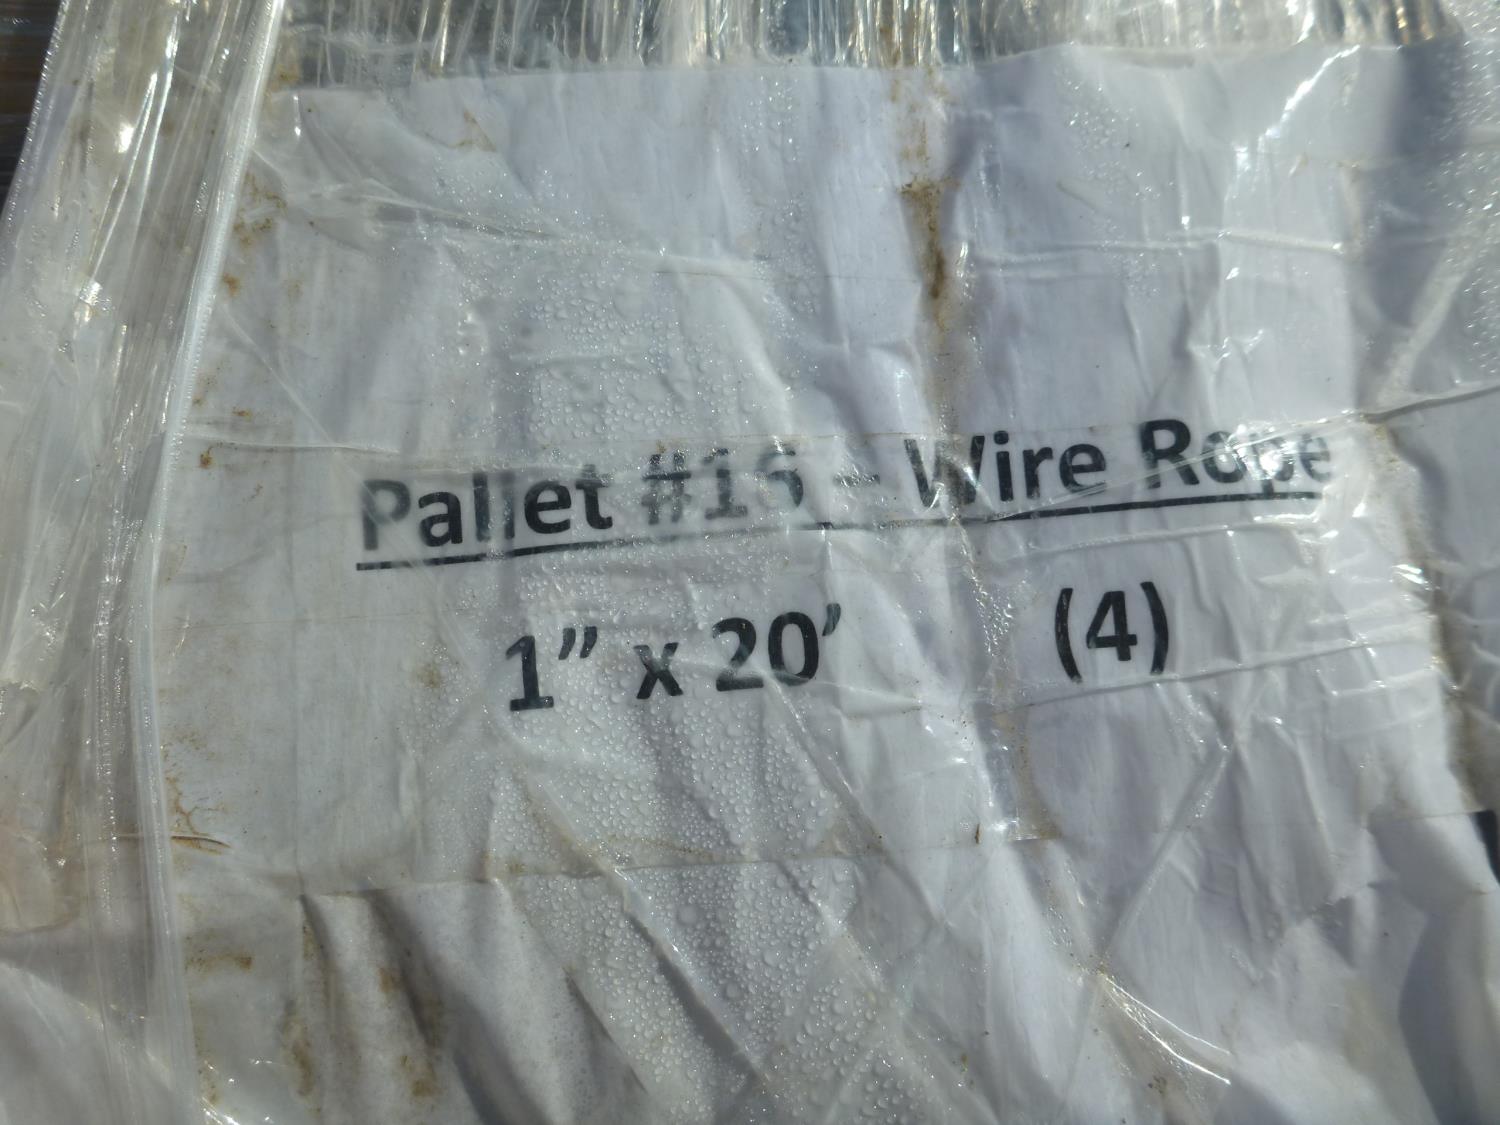 Pallet #16 – Wire Rope
1” x 20’ (4)